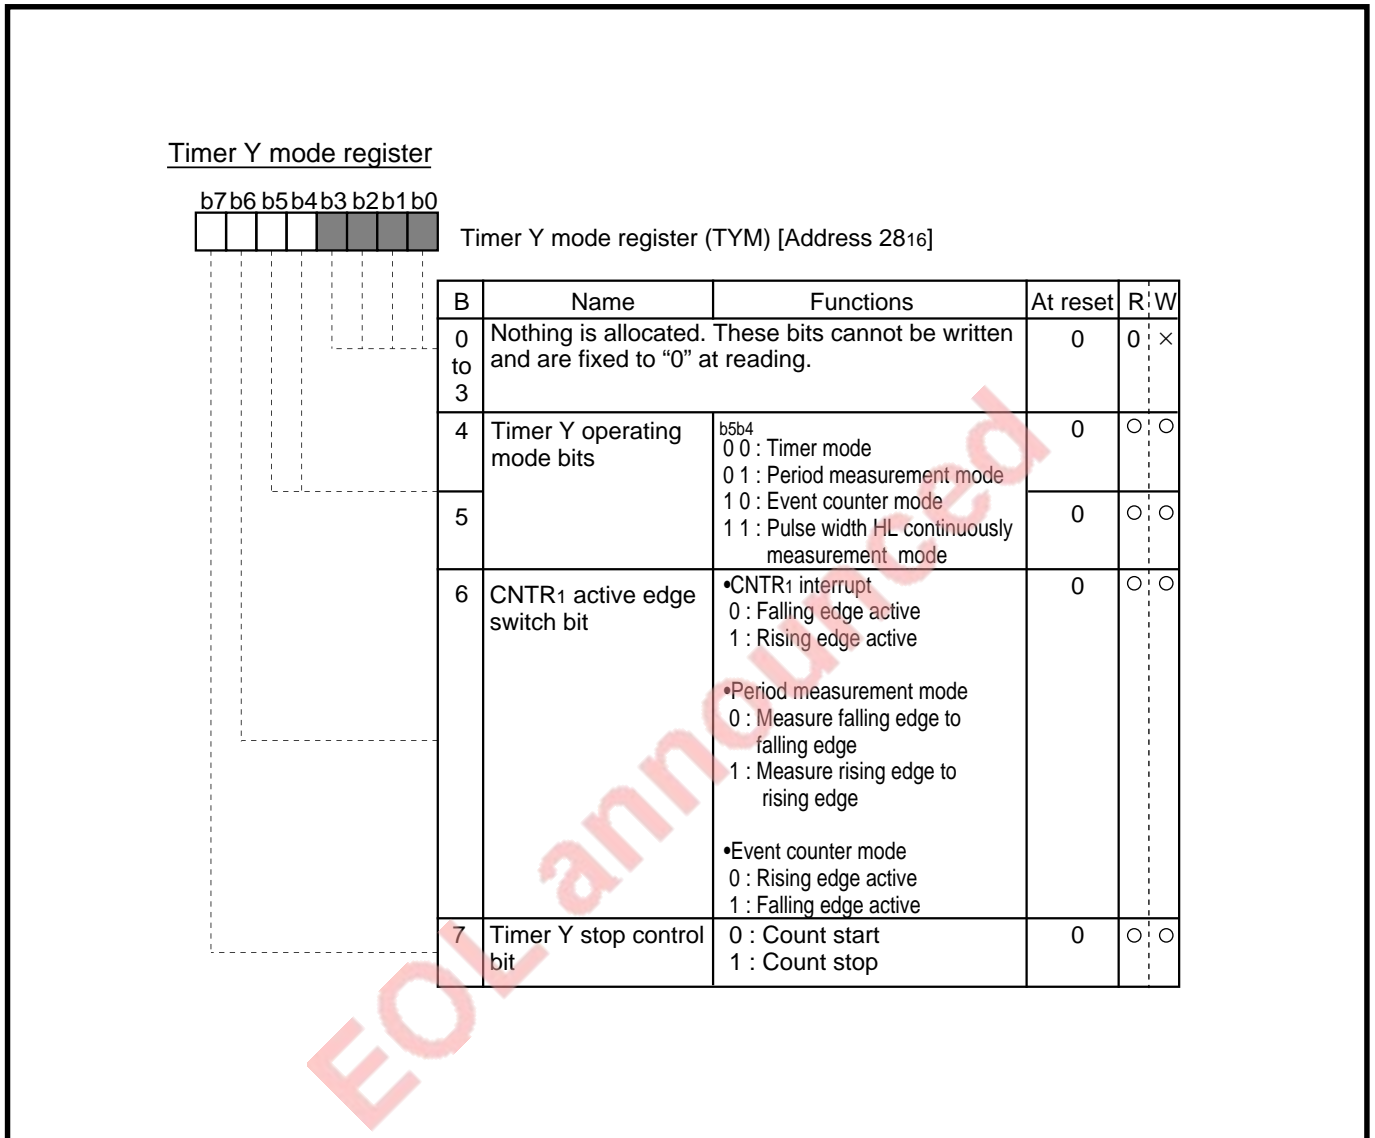 Timer Y mode register
b7 b6 b5 b4 b3 b2 b1 b0
Timer Y mode register (TYM) [Address 2816]
B Name Functions At reset R W
0 to 3 Nothing is allocated. These bits cannot be written 0 0 ×
and are fixed to “0” at reading.
4 Timer Y operating mode bits b5b4 0 ○ ○
0 0 : Timer mode
0 1 : Period measurement mode
1 0 : Event counter mode
5 1 1 : Pulse width HL continuously 0 ○ ○
measurement mode
6 CNTR1 active edge switch bit •CNTR1 interrupt 0 ○ ○
0 : Falling edge active
1 : Rising edge active
•Period measurement mode
0 : Measure falling edge to
falling edge
1 : Measure rising edge to
rising edge
•Event counter mode
0 : Rising edge active
1 : Falling edge active
7 Timer Y stop control bit 0 : Count start 0 ○ ○
1 : Count stop
EOL announced